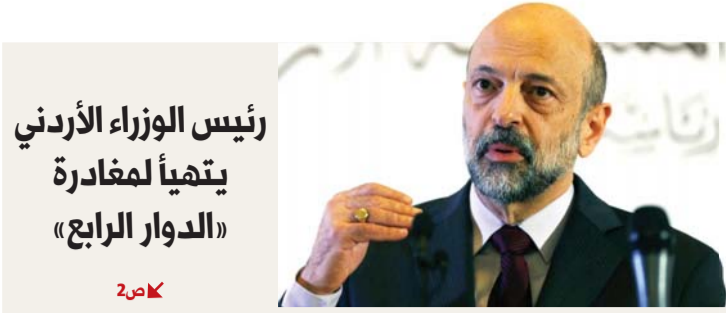 رئيس الوزراء الأردني
يتهيأ لمغادرة
«الدوار الرابع»
ص2